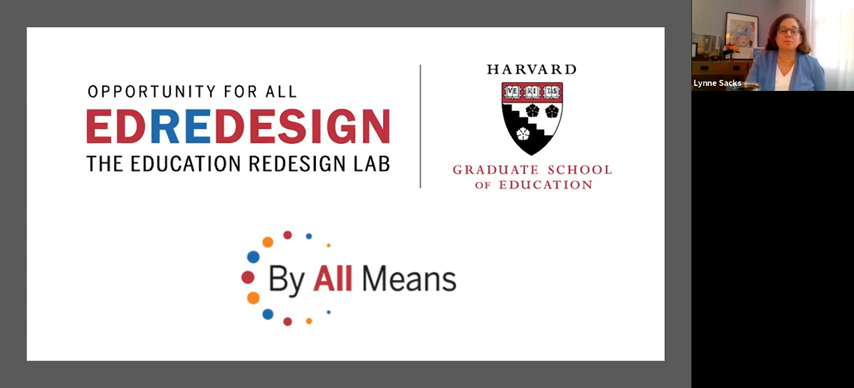 OPPORTUNITY FOR ALL
EDREDESIGN
THE EDUCATION REDESIGN LAB
HARVARD
VE RI TAS
GRADUATE SCHOOL
OF EDUCATION
By All Means
Lynne Sacks